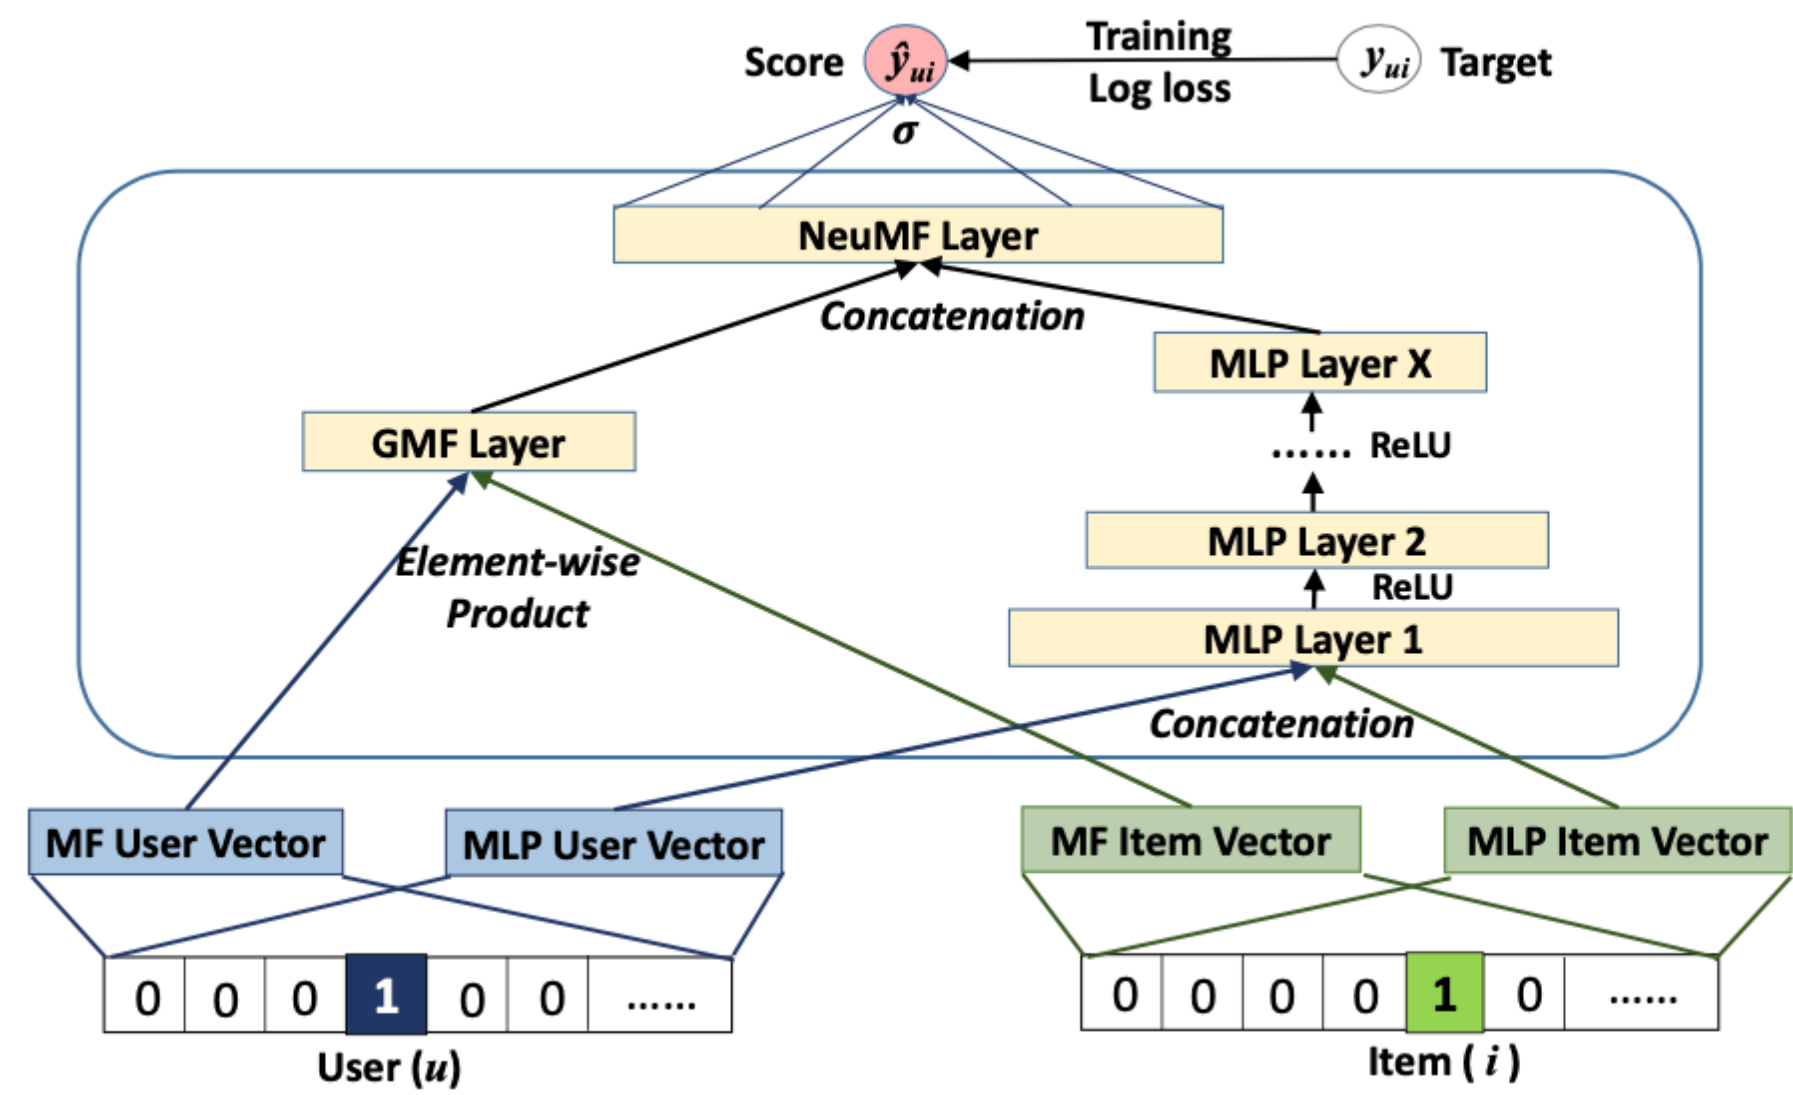 Score
ŷui
Training
Log loss
yui
Target
σ
NeuMF Layer
Concatenation
MLP Layer X
...... ReLU
GMF Layer
MLP Layer 2
ReLU
Element-wise
Product
MLP Layer 1
Concatenation
MF User Vector
MLP User Vector
MF Item Vector
MLP Item Vector
0 0 0 1 0 0 ......
0 0 0 0 1 0 ......
User (u)
Item ( i )